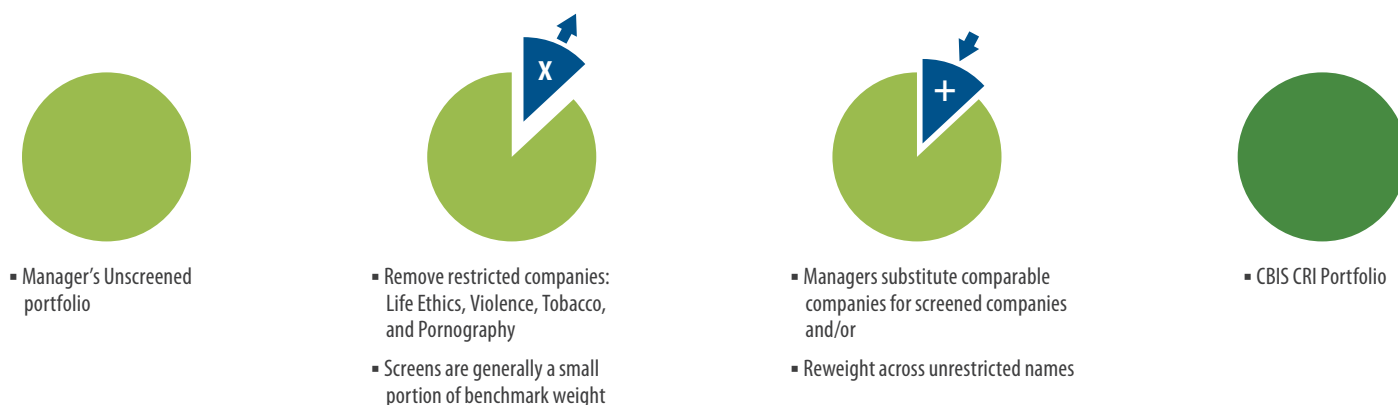 X
+
▪ Manager's Unscreened
portfolio
▪ Remove restricted companies:
Life Ethics, Violence, Tobacco,
and Pornography
▪ Screens are generally a small
portion of benchmark weight
▪ Managers substitute comparable
companies for screened companies
and/or
▪ Reweight across unrestricted names
▪ CBIS CRI Portfolio